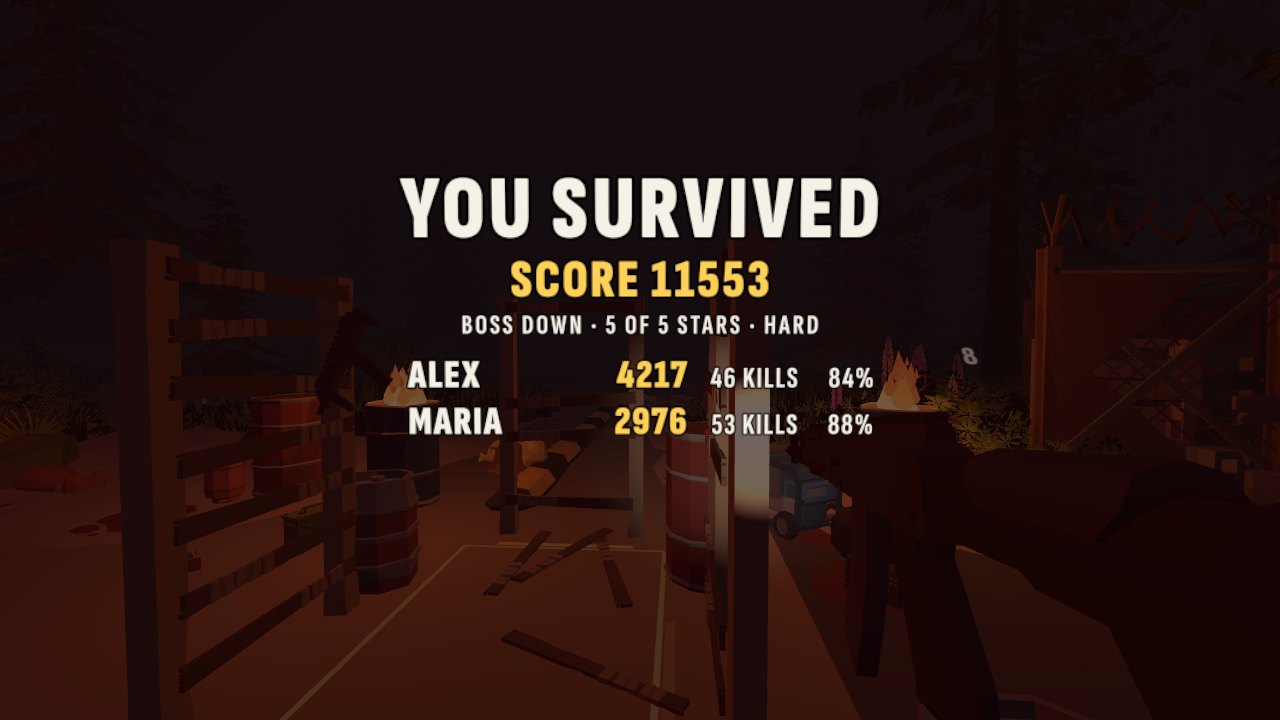 YOU SURVIVED
SCORE 11553
BOSS DOWN · 5 OF 5 STARS · HARD
ALEX 4217 46 KILLS 84%
8
MARIA 2976 53 KILLS 88%